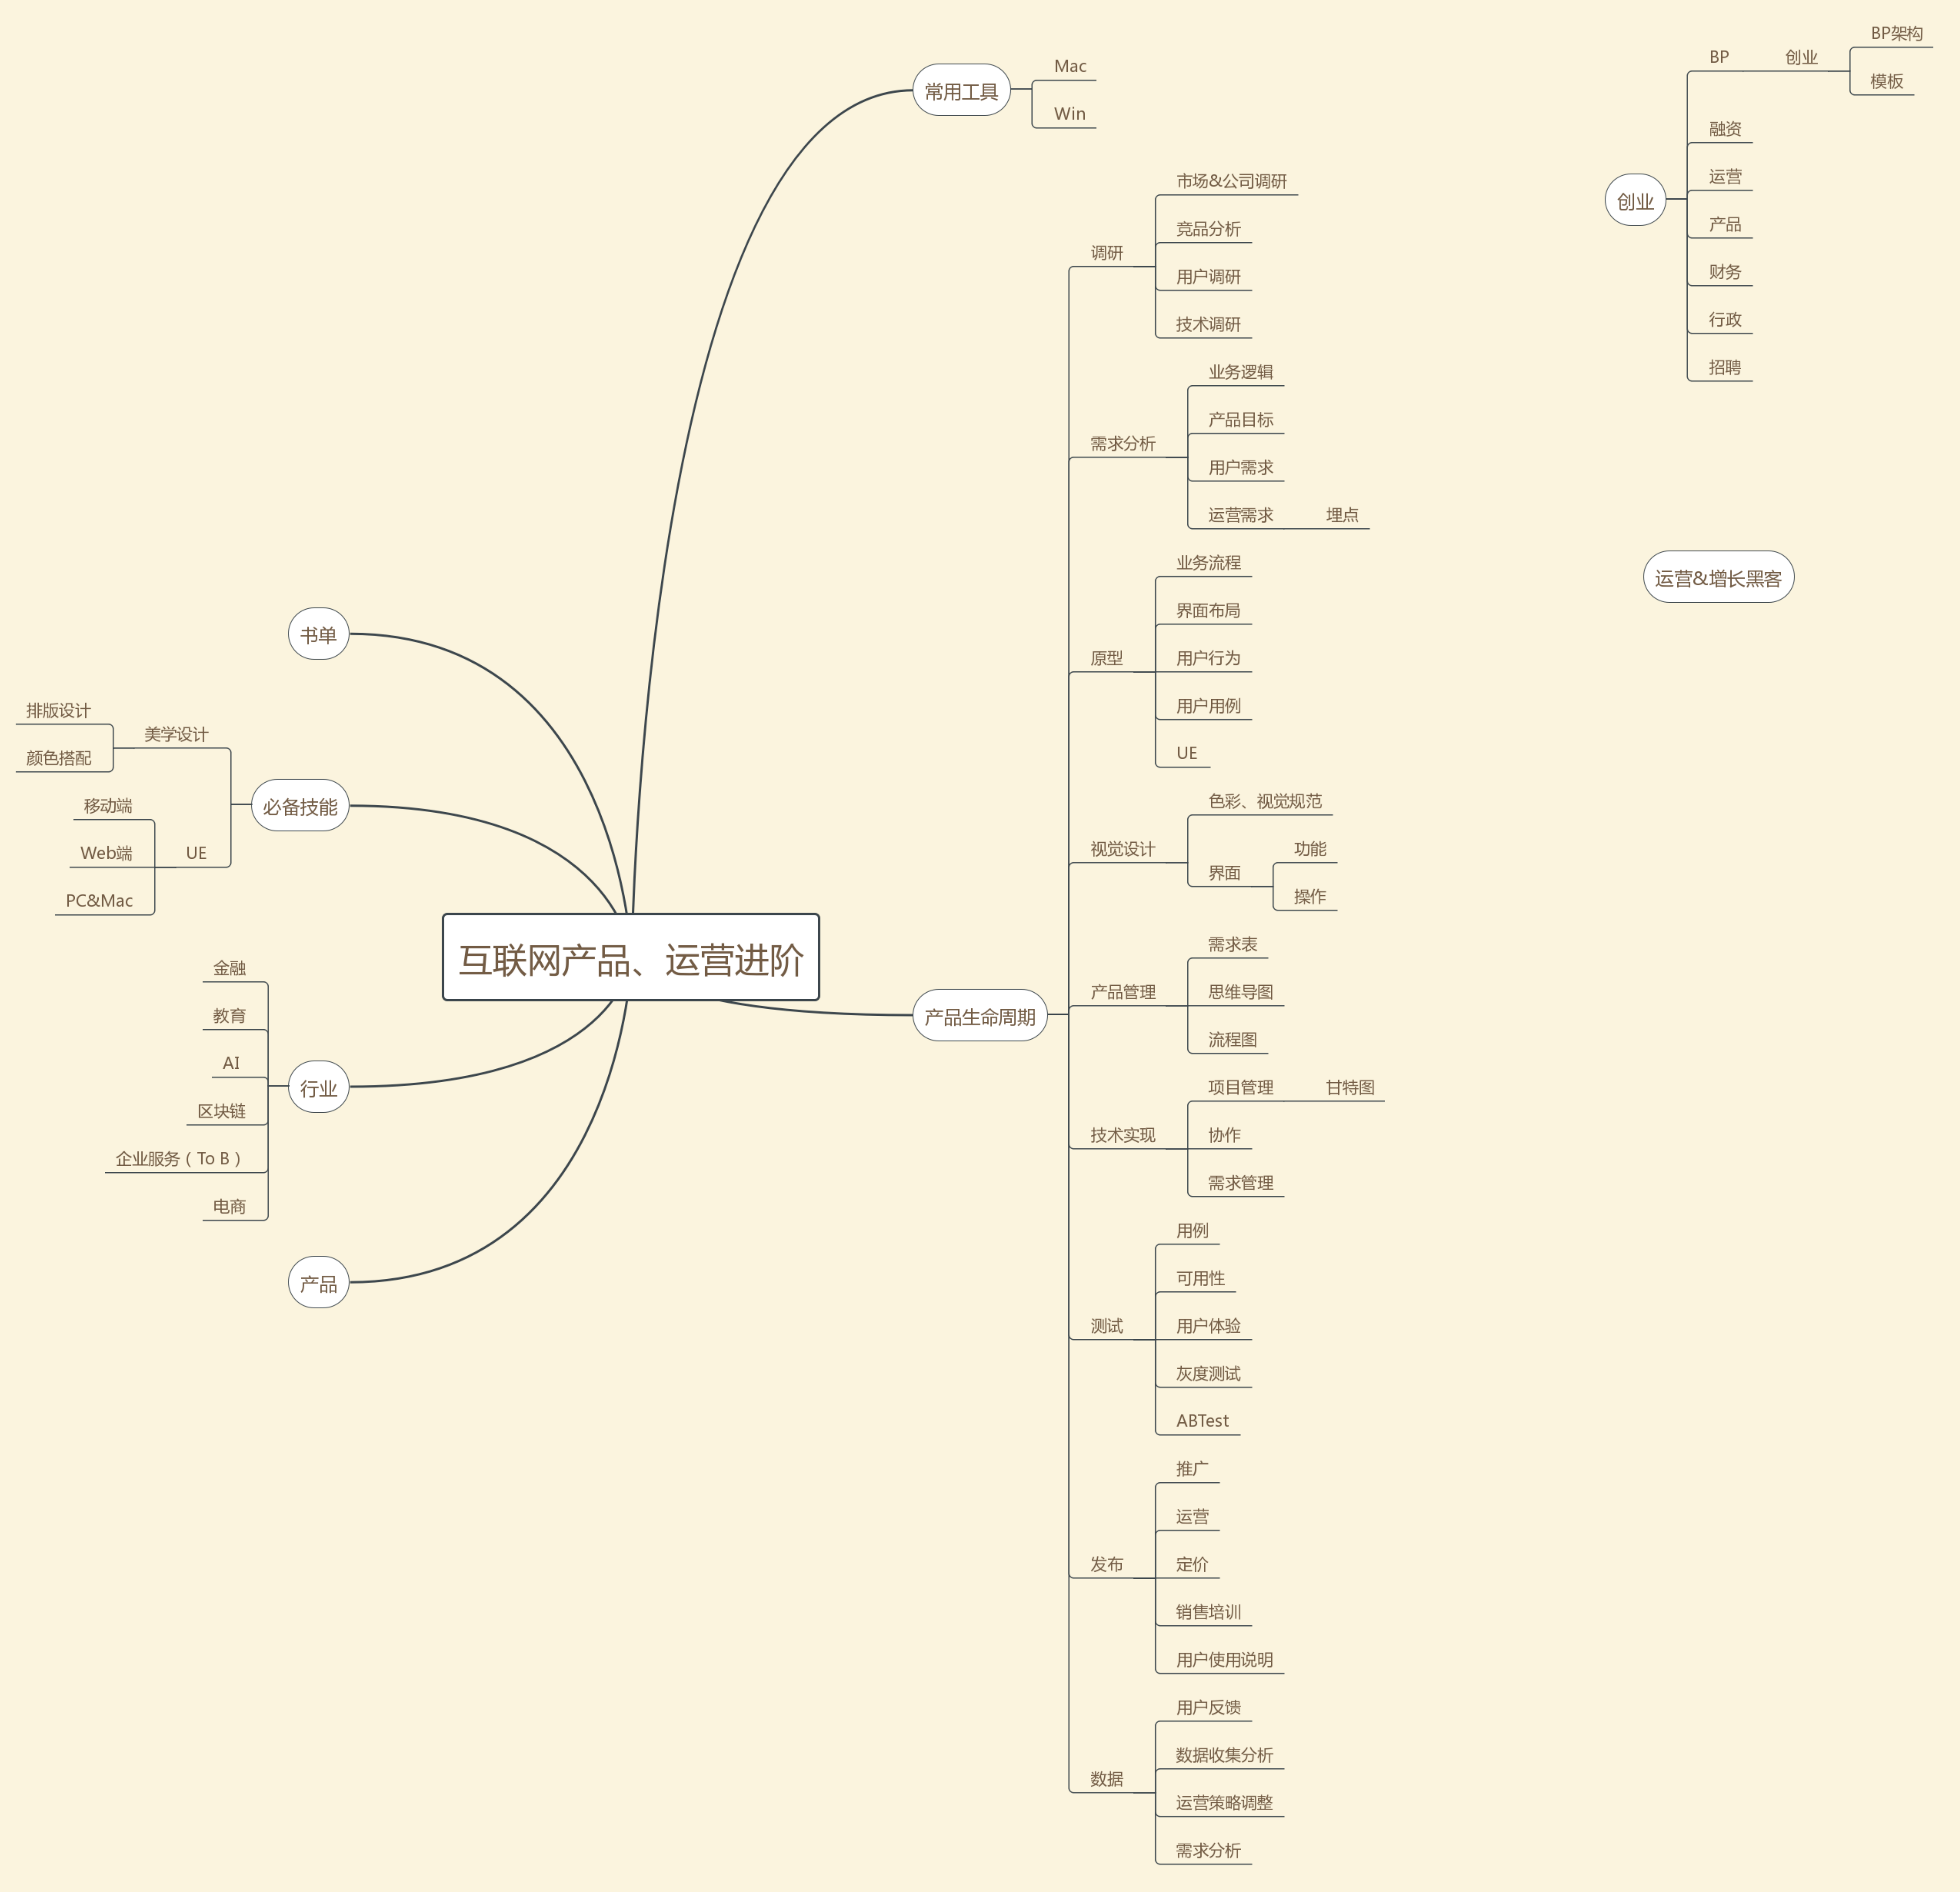 互联网产品、运营进阶
常用工具
Mac
Win
产品生命周期
调研
市场&公司调研
竞品分析
用户调研
技术调研
需求分析
业务逻辑
产品目标
用户需求
运营需求
埋点
原型
业务流程
界面布局
用户行为
用户用例
UE
视觉设计
色彩、视觉规范
界面
功能
操作
产品管理
需求表
思维导图
流程图
技术实现
项目管理
甘特图
协作
需求管理
测试
用例
可用性
用户体验
灰度测试
ABTest
发布
推广
运营
定价
销售培训
用户使用说明
数据
用户反馈
数据收集分析
运营策略调整
需求分析
书单
必备技能
美学设计
排版设计
颜色搭配
UE
移动端
Web端
PC&Mac
行业
金融
教育
AI
区块链
企业服务（To B）
电商
产品
创业
BP
创业
BP架构
模板
融资
运营
产品
财务
行政
招聘
运营&增长黑客